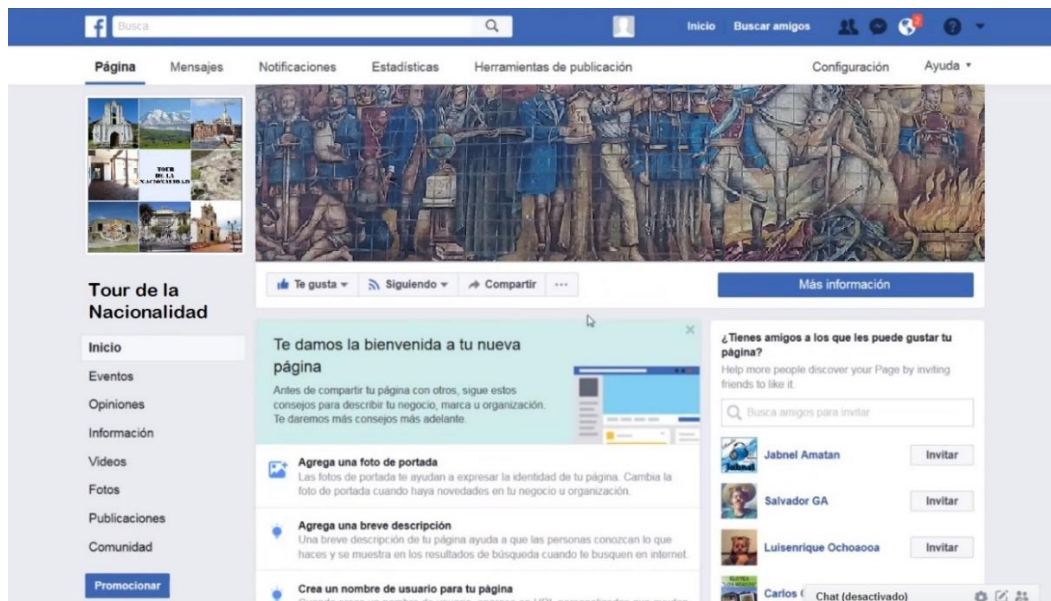 Busca
Inicio
Buscar amigos
2
Página
Mensajes
Notificaciones
Estadísticas
Herramientas de publicación
Configuración
Ayuda
TOUR
DE LA
NACIONALIDAD
Tour de la
Nacionalidad
Inicio
Eventos
Opiniones
Información
Videos
Fotos
Publicaciones
Comunidad
Promocionar
Te gusta
Siguiendo
Compartir
Más información
Te damos la bienvenida a tu nueva
página
Antes de compartir tu página con otros, sigue estos
consejos para describir tu negocio, marca u organización.
Te daremos más consejos más adelante.
Agrega una foto de portada
Las fotos de portada te ayudan a expresar la identidad de tu página. Cambia la
foto de portada cuando haya novedades en tu negocio u organización.
Agrega una breve descripción
Una breve descripción de tu página ayuda a que las personas conozcan lo que
haces y se muestra en los resultados de búsqueda cuando te busquen en internet.
Crea un nombre de usuario para tu página
¿Tienes amigos a los que les puede gustar tu
página?
Help more people discover your Page by inviting
friends to like it.
Busca amigos para invitar
Jabnel
Jabnel Amatan
Invitar
Salvador GA
Invitar
Luisenrique Ochoaooa
Invitar
Carlos
Chat (desactivado)